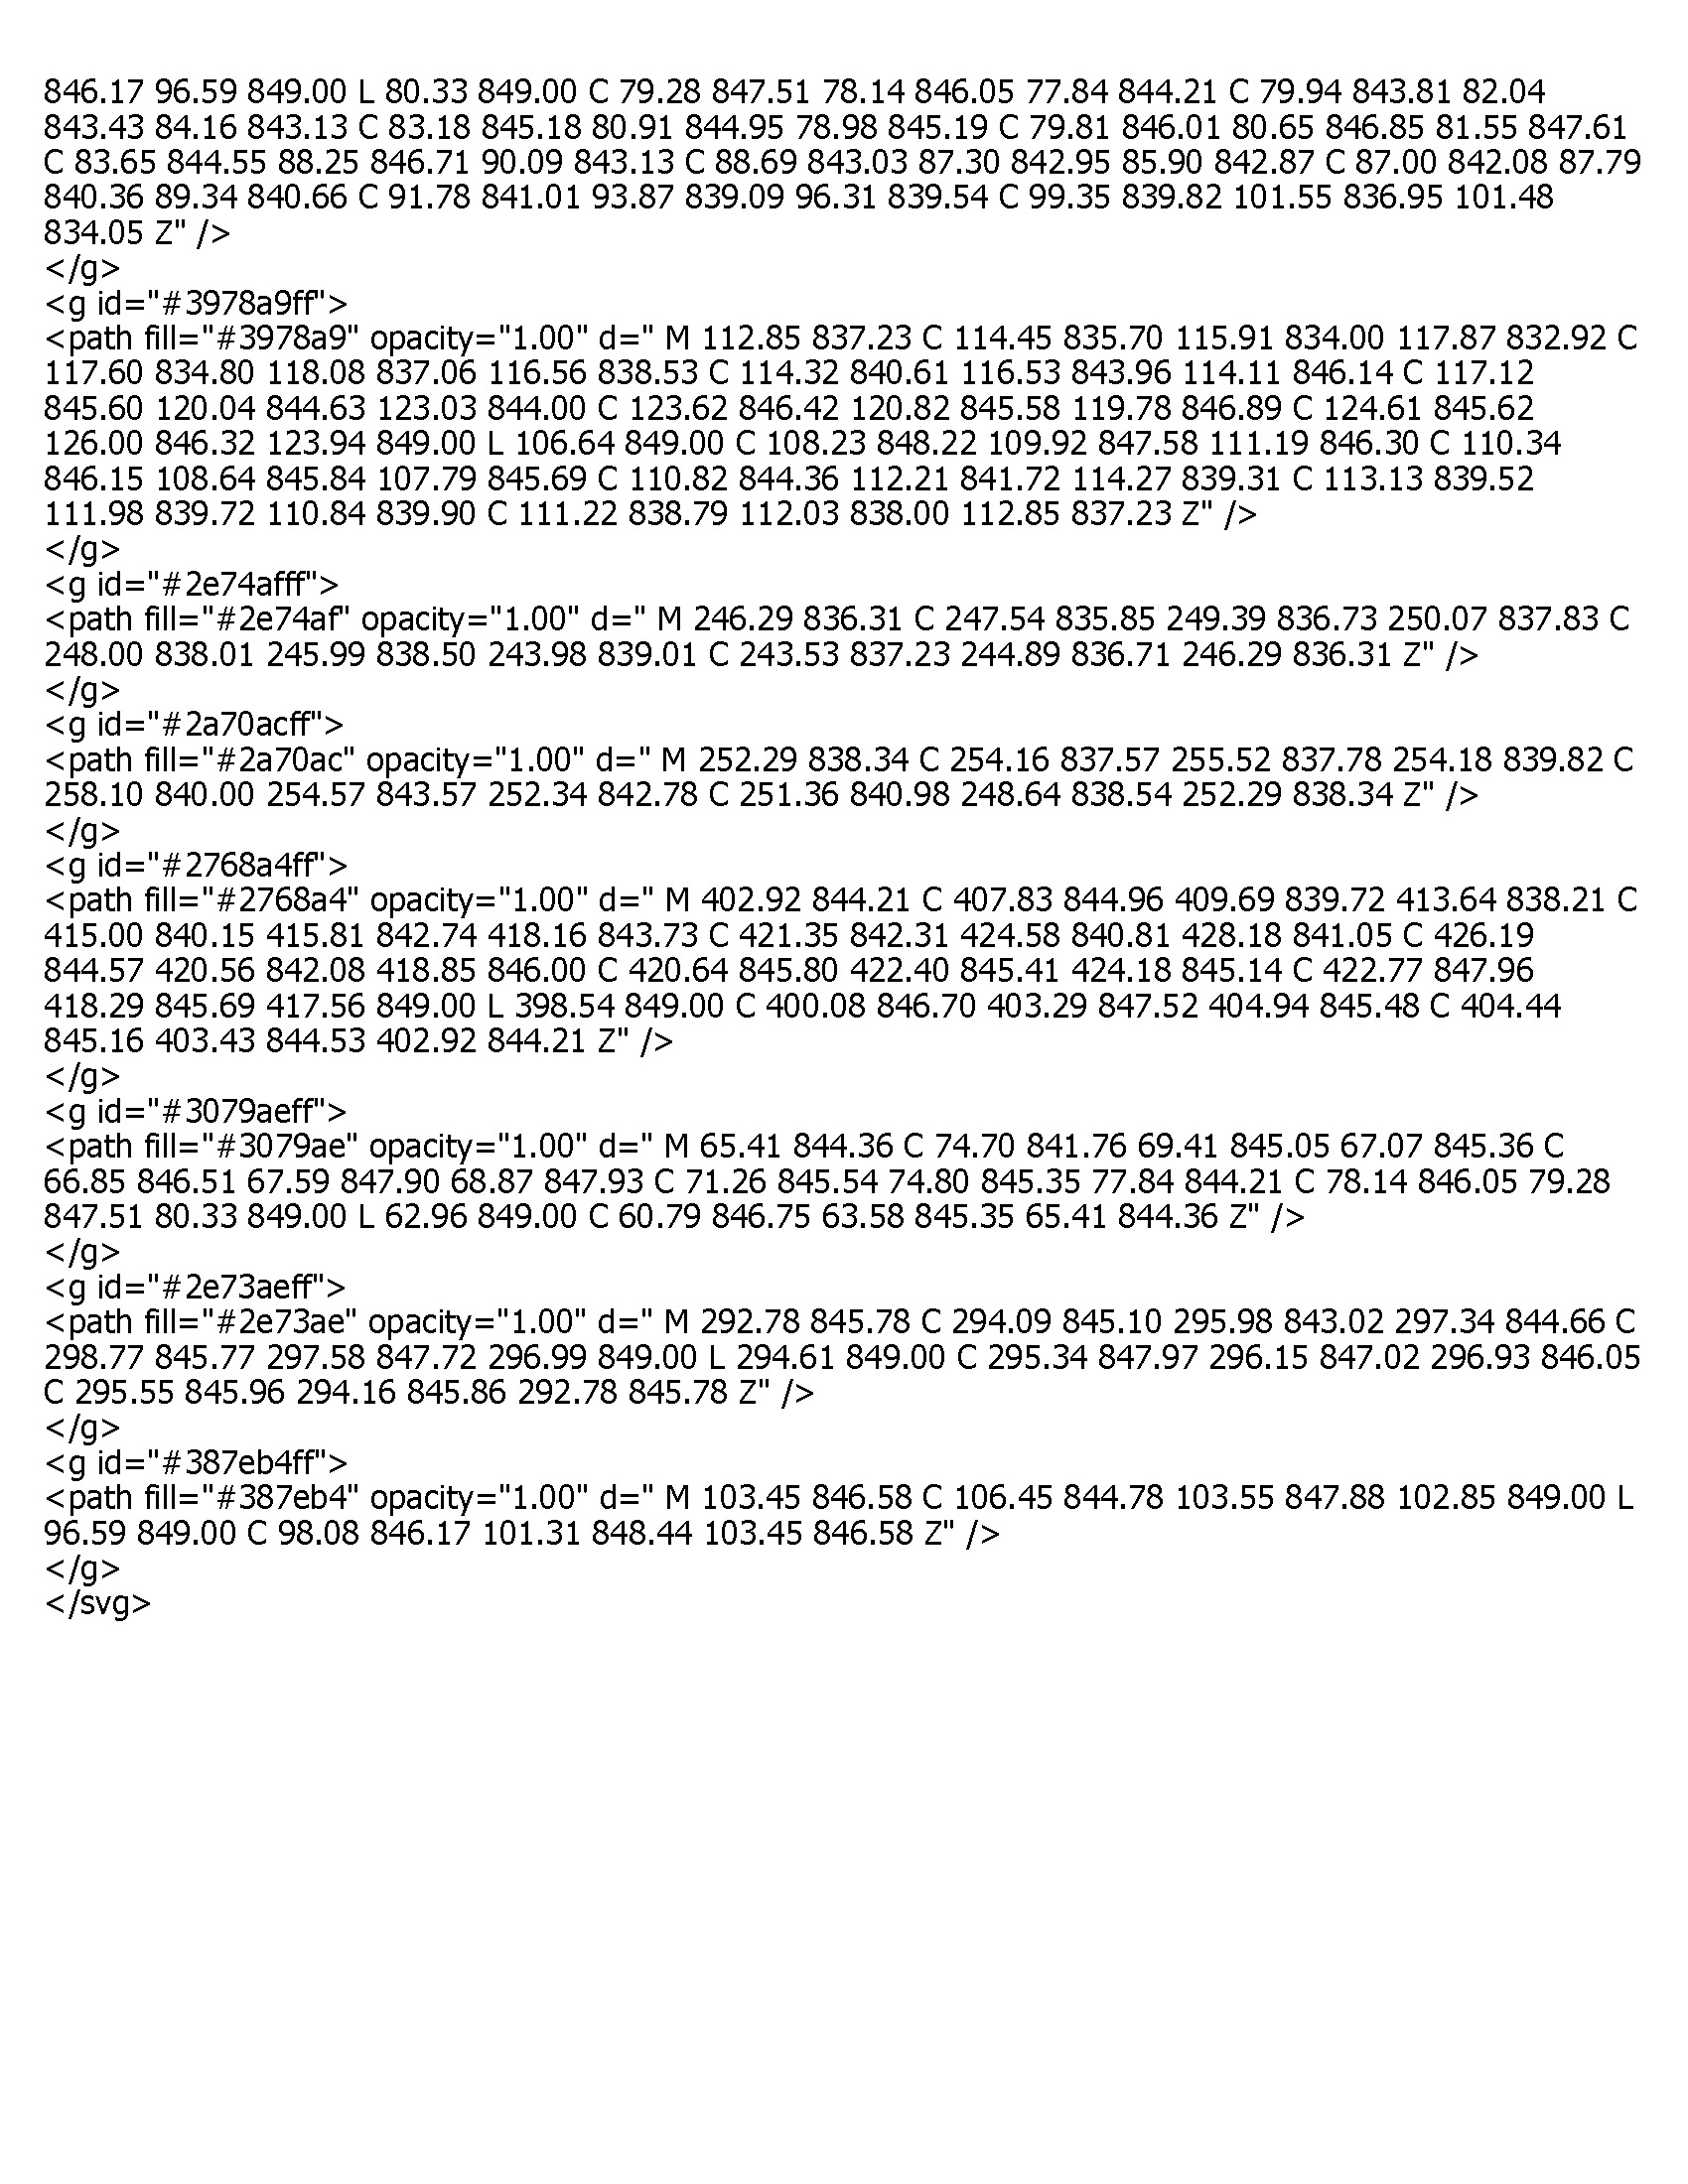 846.17 96.59 849.00 L 80.33 849.00 C 79.28 847.51 78.14 846.05 77.84 844.21 C 79.94 843.81 82.04
843.43 84.16 843.13 C 83.18 845.18 80.91 844.95 78.98 845.19 C 79.81 846.01 80.65 846.85 81.55 847.61
C 83.65 844.55 88.25 846.71 90.09 843.13 C 88.69 843.03 87.30 842.95 85.90 842.87 C 87.00 842.08 87.79
840.36 89.34 840.66 C 91.78 841.01 93.87 839.09 96.31 839.54 C 99.35 839.82 101.55 836.95 101.48
834.05 Z" />
</g>
<g id="#3978a9ff">
<path fill="#3978a9" opacity="1.00" d=" M 112.85 837.23 C 114.45 835.70 115.91 834.00 117.87 832.92 C
117.60 834.80 118.08 837.06 116.56 838.53 C 114.32 840.61 116.53 843.96 114.11 846.14 C 117.12
845.60 120.04 844.63 123.03 844.00 C 123.62 846.42 120.82 845.58 119.78 846.89 C 124.61 845.62
126.00 846.32 123.94 849.00 L 106.64 849.00 C 108.23 848.22 109.92 847.58 111.19 846.30 C 110.34
846.15 108.64 845.84 107.79 845.69 C 110.82 844.36 112.21 841.72 114.27 839.31 C 113.13 839.52
111.98 839.72 110.84 839.90 C 111.22 838.79 112.03 838.00 112.85 837.23 Z" />
</g>
<g id="#2e74afff">
<path fill="#2e74af" opacity="1.00" d=" M 246.29 836.31 C 247.54 835.85 249.39 836.73 250.07 837.83 C
248.00 838.01 245.99 838.50 243.98 839.01 C 243.53 837.23 244.89 836.71 246.29 836.31 Z" />
</g>
<g id="#2a70acff">
<path fill="#2a70ac" opacity="1.00" d=" M 252.29 838.34 C 254.16 837.57 255.52 837.78 254.18 839.82 C
258.10 840.00 254.57 843.57 252.34 842.78 C 251.36 840.98 248.64 838.54 252.29 838.34 Z" />
</g>
<g id="#2768a4ff">
<path fill="#2768a4" opacity="1.00" d=" M 402.92 844.21 C 407.83 844.96 409.69 839.72 413.64 838.21 C
415.00 840.15 415.81 842.74 418.16 843.73 C 421.35 842.31 424.58 840.81 428.18 841.05 C 426.19
844.57 420.56 842.08 418.85 846.00 C 420.64 845.80 422.40 845.41 424.18 845.14 C 422.77 847.96
418.29 845.69 417.56 849.00 L 398.54 849.00 C 400.08 846.70 403.29 847.52 404.94 845.48 C 404.44
845.16 403.43 844.53 402.92 844.21 Z" />
</g>
<g id="#3079aeff">
<path fill="#3079ae" opacity="1.00" d=" M 65.41 844.36 C 74.70 841.76 69.41 845.05 67.07 845.36 C
66.85 846.51 67.59 847.90 68.87 847.93 C 71.26 845.54 74.80 845.35 77.84 844.21 C 78.14 846.05 79.28
847.51 80.33 849.00 L 62.96 849.00 C 60.79 846.75 63.58 845.35 65.41 844.36 Z" />
</g>
<g id="#2e73aeff">
<path fill="#2e73ae" opacity="1.00" d=" M 292.78 845.78 C 294.09 845.10 295.98 843.02 297.34 844.66 C
298.77 845.77 297.58 847.72 296.99 849.00 L 294.61 849.00 C 295.34 847.97 296.15 847.02 296.93 846.05
C 295.55 845.96 294.16 845.86 292.78 845.78 Z" />
</g>
<g id="#387eb4ff">
<path fill="#387eb4" opacity="1.00" d=" M 103.45 846.58 C 106.45 844.78 103.55 847.88 102.85 849.00 L
96.59 849.00 C 98.08 846.17 101.31 848.44 103.45 846.58 Z" />
</g>
</svg>